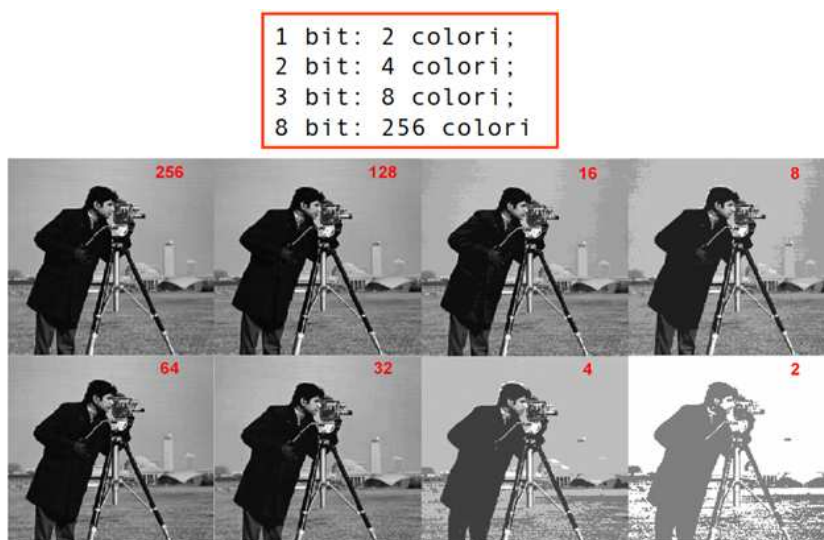 1 bit: 2 colori;
2 bit: 4 colori;
3 bit: 8 colori;
8 bit: 256 colori
256 128 16 8
64 32 4 2